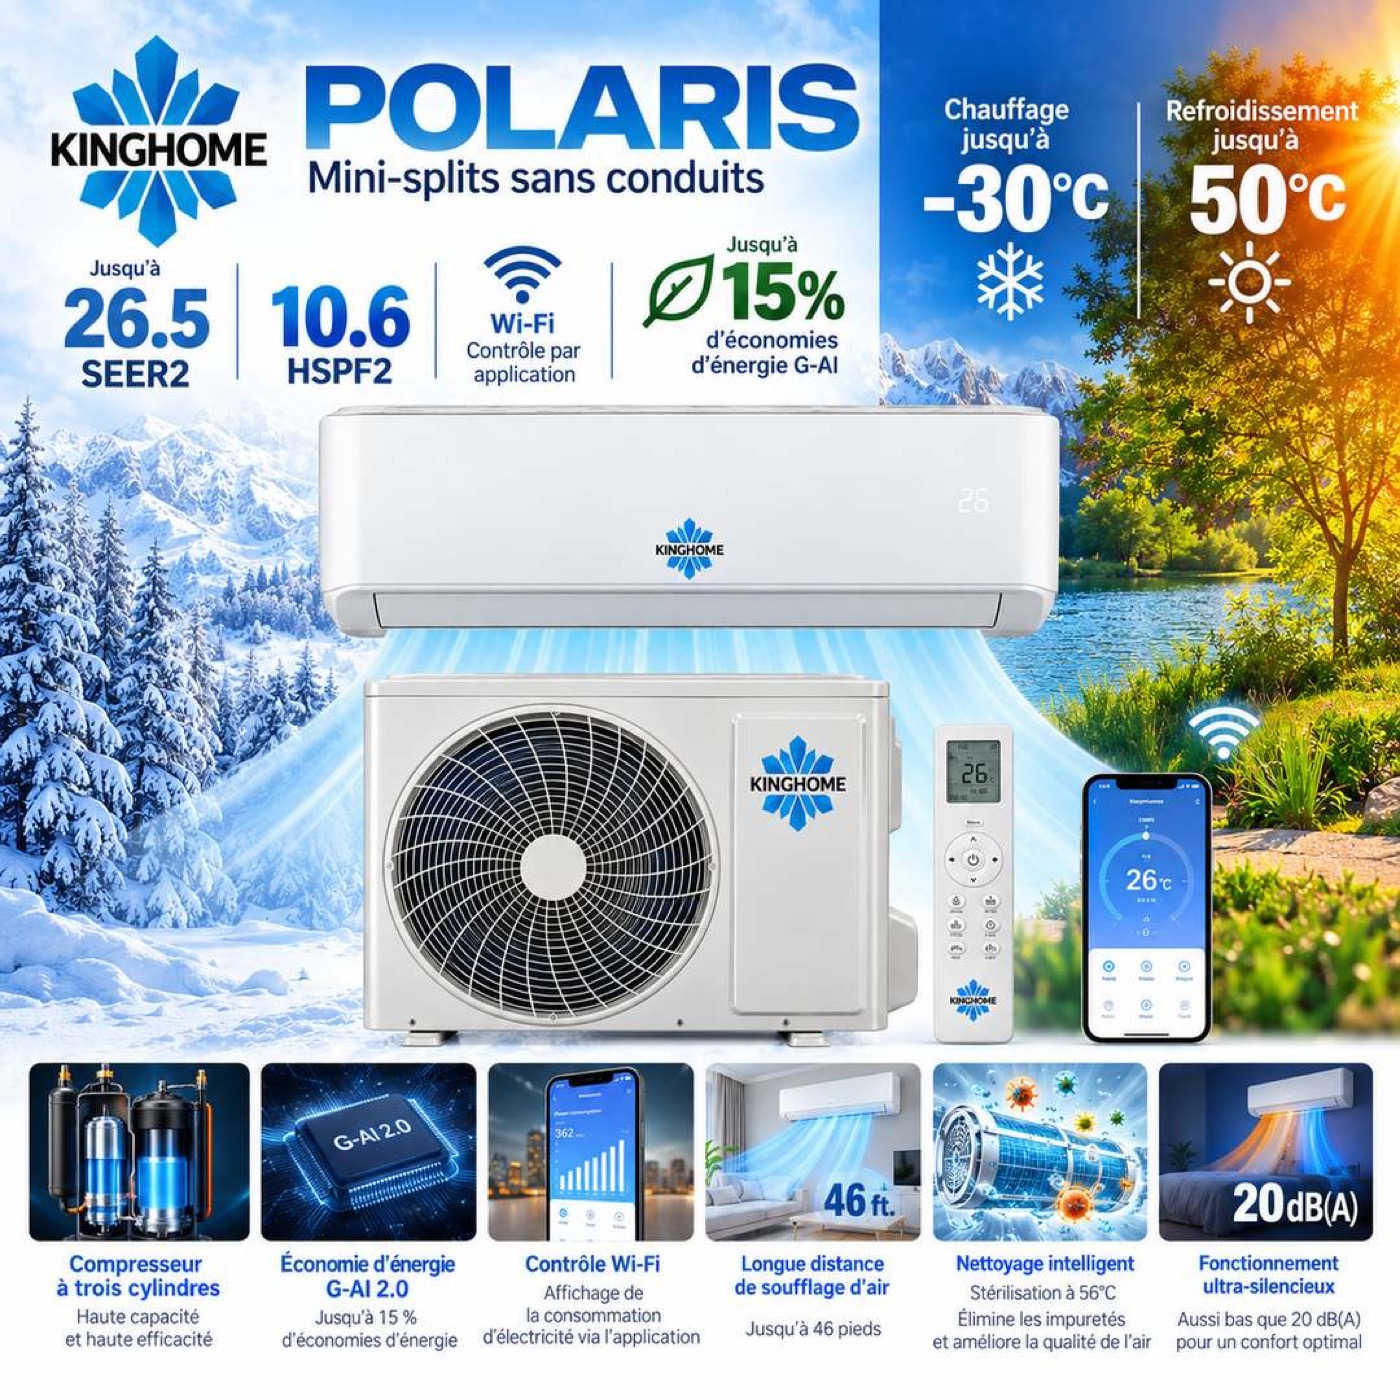 KINGHOME
POLARIS
Mini-splits sans conduits
Chauffage
jusqu'à
-30°C
Refroidissement
jusqu'à
50°C
Jusqu'à
26.5
SEER2
10.6
HSPF2
Wi-Fi
Contrôle par
application
Jusqu'à
15%
d'économies
d'énergie G-AI
26
KINGHOME
KINGHOME
26
KINGHOME
26°C
G-AI 2.0
362
46 ft.
20 dB(A)
Compresseur
à trois cylindres
Haute capacité
et haute efficacité
Économie d'énergie
G-AI 2.0
Jusqu'à 15 %
d'économies d'énergie
Contrôle Wi-Fi
Affichage de
la consommation
d'électricité via l'application
Longue distance
de soufflage d'air
Jusqu'à 46 pieds
Nettoyage intelligent
Stérilisation à 56°C
Élimine les impuretés
et améliore la qualité de l'air
Fonctionnement
ultra-silencieux
Aussi bas que 20 dB(A)
pour un confort optimal